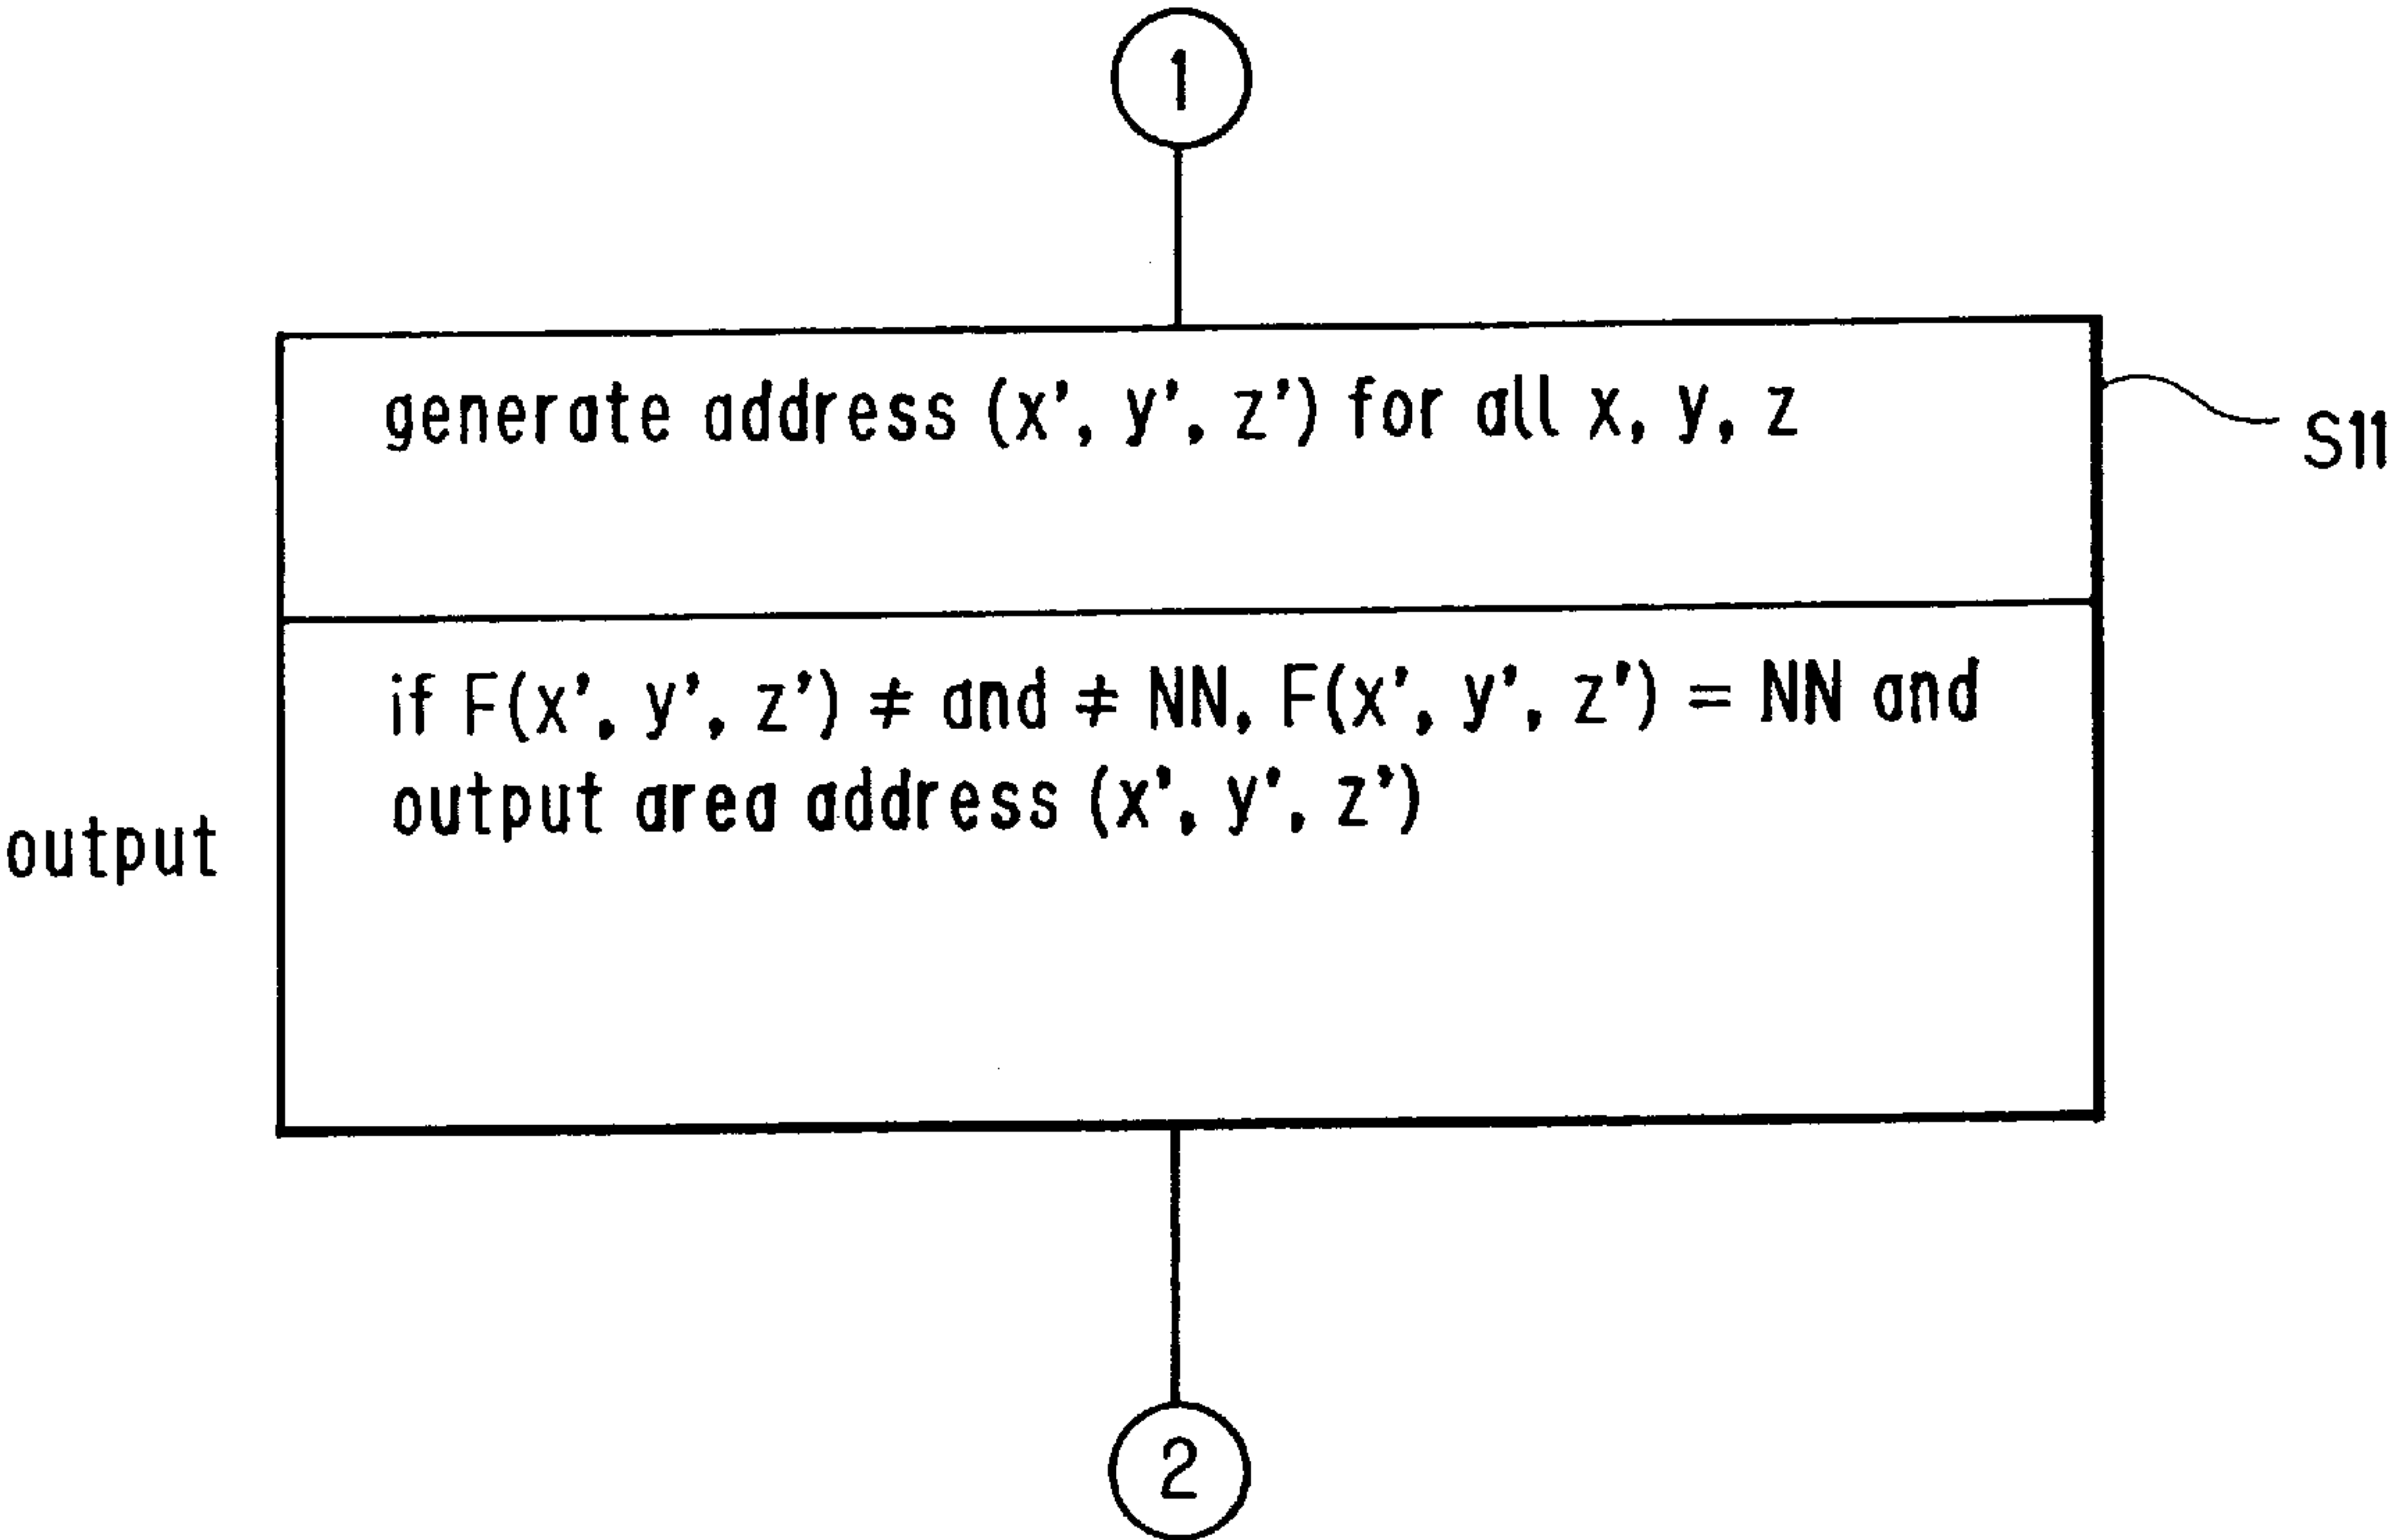 1
generate address (x', y', z') for all x, y, z
S11
if F(x', y', z') ≠ and ≠ NN, F(x', y', z') = NN and
output area address (x', y', z')
output
2